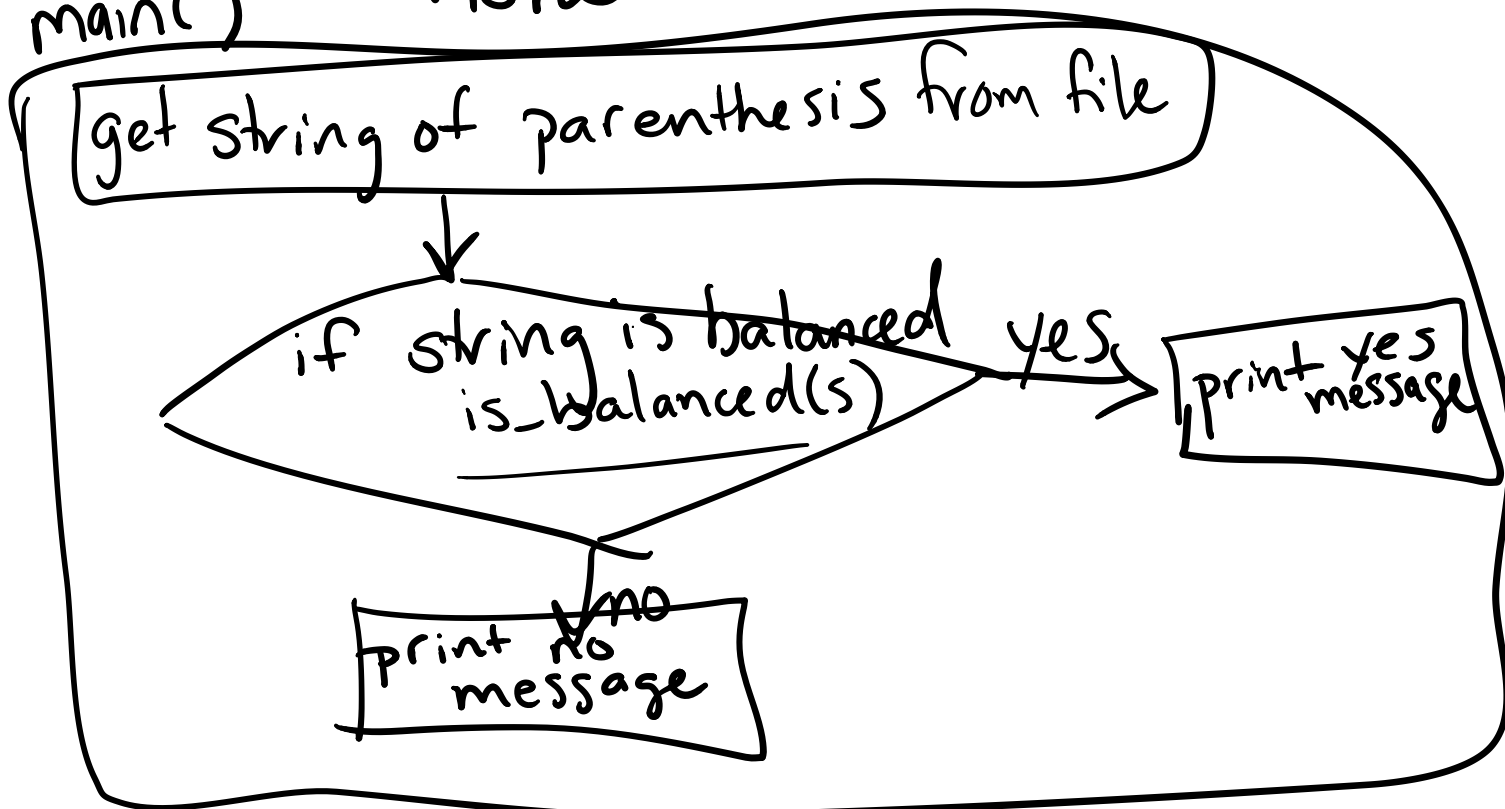 main()
get string of parenthesis from file
if string is balanced
is_balanced(s)
yes
print yes
message
no
print no
message